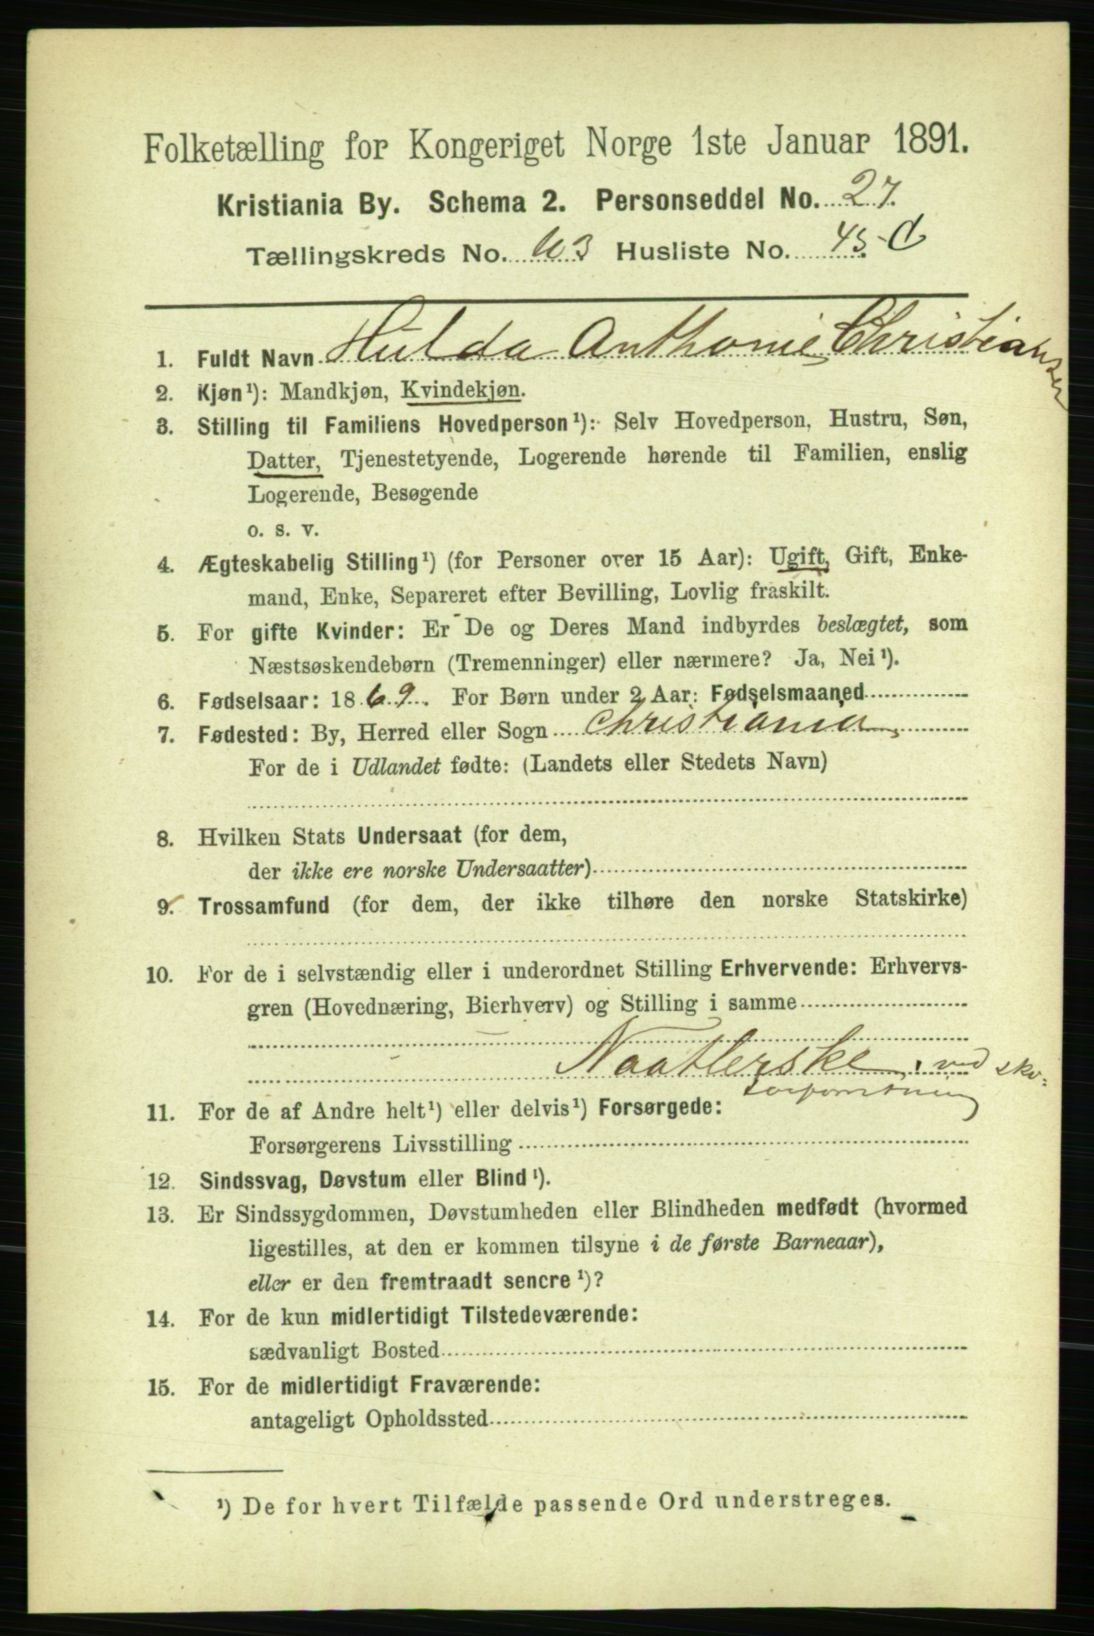 Folketælling for Kongeriget Norge 1ste Januar 1891.
Kristiania By. Schema 2. Personseddel No. 27.
Tællingskreds No. 63 Husliste No. 45-C
1. Fuldt Navn Hulda Anthonie Christiansen
2. Kjøn¹): Mandkjøn, Kvindekjøn.
3. Stilling til Familiens Hovedperson¹): Selv Hovedperson, Hustru, Søn,
Datter, Tjenestetyende, Logerende hørende til Familien, enslig
Logerende, Besøgende
o. s. v.
4. Ægteskabelig Stilling¹) (for Personer over 15 Aar): Ugift, Gift, Enke-
mand, Enke, Separeret efter Bevilling, Lovlig fraskilt.
5. For gifte Kvinder: Er De og Deres Mand indbyrdes beslægtet, som
Næstsøskendebørn (Tremenninger) eller nærmere? Ja, Nei¹).
6. Fødselsaar: 1869. For Børn under 2 Aar: Fødselsmaaned
7. Fødested: By, Herred eller Sogn Christiania
For de i Udlandet fødte: (Landets eller Stedets Navn)
8. Hvilken Stats Undersaat (for dem,
der ikke ere norske Undersaatter)
9. Trossamfund (for dem, der ikke tilhøre den norske Statskirke)
10. For de i selvstændig eller i underordnet Stilling Erhvervende: Erhvervs-
gren (Hovednæring, Bierhverv) og Stilling i samme
Naatlerske, ved sko-
11. For de af Andre helt¹) eller delvis¹) Forsørgede:
Forsørgerens Livsstilling
12. Sindssvag, Døvstum eller Blind¹).
13. Er Sindssygdommen, Døvstumheden eller Blindheden medfødt (hvormed
ligestilles, at den er kommen tilsyne i de første Barneaar),
eller er den fremtraadt sencre¹)?
14. For de kun midlertidigt Tilstedeværende:
sædvanligt Bosted
15. For de midlertidigt Fraværende:
antageligt Opholdssted
¹) De for hvert Tilfælde passende Ord understreges.